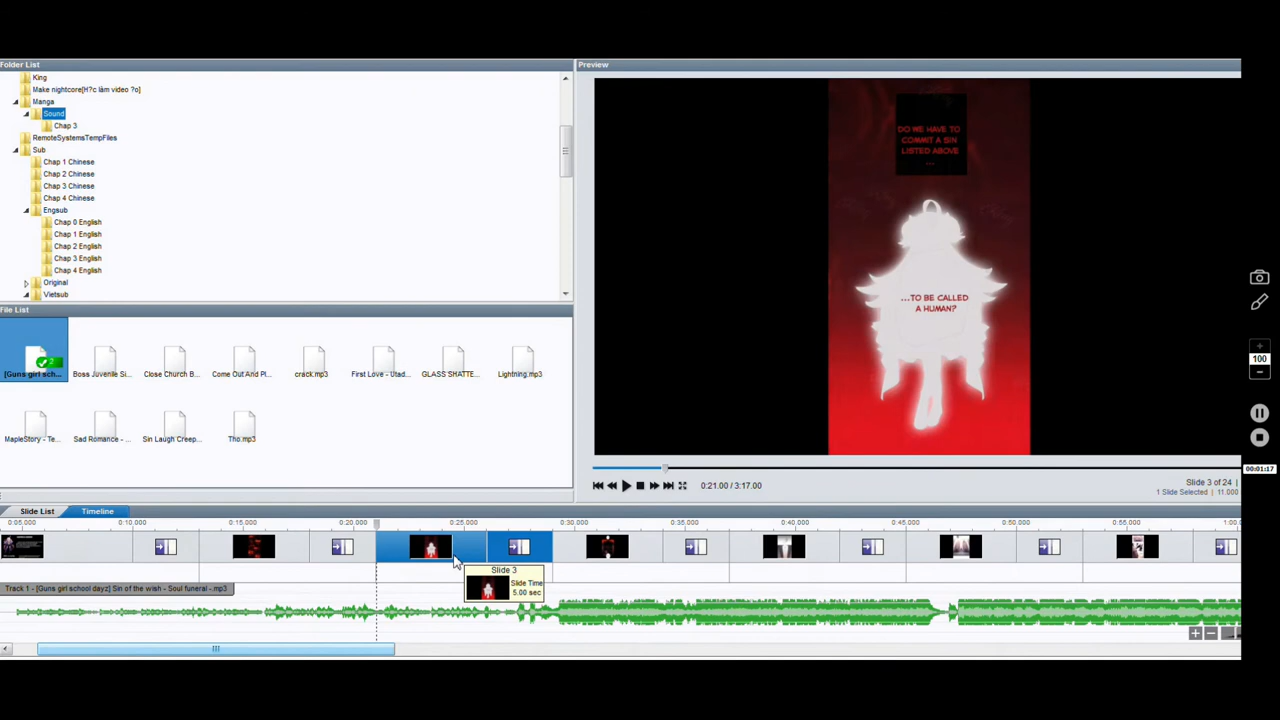 Folder List
King
Make nightcore[H?c làm video ?o]
Manga
Sound
Chap 3
RemoteSystemsTempFiles
Sub
Chap 1 Chinese
Chap 2 Chinese
Chap 3 Chinese
Chap 4 Chinese
Engsub
Chap 0 English
Chap 1 English
Chap 2 English
Chap 3 English
Chap 4 English
Original
Vietsub
File List
[Guns girl sch...
Boss Juvenile Si...
Close Church B...
Come Out And Pl...
crack.mp3
First Love - Utad...
GLASS SHATTE...
Lightning.mp3
MapleStory - Te...
Sad Romance - ...
Sin Laugh Creep...
Tho.mp3
Preview
DO WE HAVE TO
COMMIT A SIN
LISTED ABOVE
...
...TO BE CALLED
A HUMAN?
0:21.00 / 3:17.00
Slide 3 of 24
1 Slide Selected | 11.000
100
00:01:17
Slide List
Timeline
0:05.000
0:10.000
0:15.000
0:20.000
0:25.000
0:30.000
0:35.000
0:40.000
0:45.000
0:50.000
0:55.000
Slide 3
Slide Time
5.00 sec
Track 1 - [Guns girl school dayz] Sin of the wish - Soul funeral -.mp3